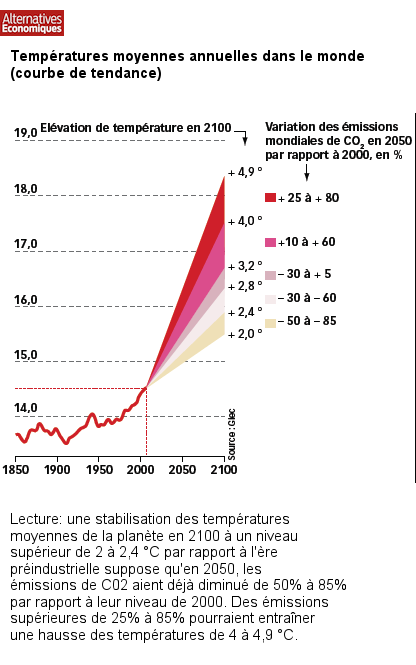 Alternatives
Economiques
Températures moyennes annuelles dans le monde
(courbe de tendance)
19,0
Elévation de température en 2100
Variation des émissions
mondiales de CO2 en 2050
par rapport à 2000, en %
+ 4,9 °
18,0
+ 25 à + 80
+ 4,0 °
17,0
+10 à + 60
+ 3,2 °
– 30 à + 5
+ 2,8 °
16,0
– 30 à – 60
+ 2,4 °
– 50 à – 85
+ 2,0 °
15,0
14,0
Source : Giec
1850 1900 1950 2000 2050 2100
Lecture: une stabilisation des températures
moyennes de la planète en 2100 à un niveau
supérieur de 2 à 2,4 °C par rapport à l'ère
préindustrielle suppose qu'en 2050, les
émissions de C02 aient déjà diminué de 50% à 85%
par rapport à leur niveau de 2000. Des émissions
supérieures de 25% à 85% pourraient entraîner
une hausse des températures de 4 à 4,9 °C.